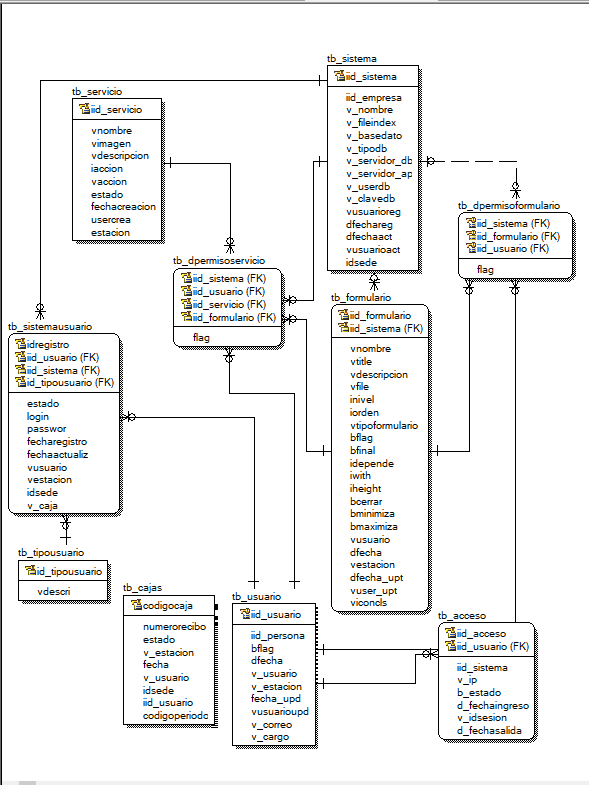 tb_sistema
iid_sistema
iid_empresa
v_nombre
v_fileindex
v_basedato
v_tipodb
v_servidor_db
v_servidor_ap
v_userdb
v_clavedb
vusuarioreg
dfechareg
dfechaact
vusuarioact
idsede
tb_servicio
iid_servicio
vnombre
vimagen
vdescripcion
iaccion
vaccion
estado
fechacreacion
usercrea
estacion
tb_dpermisoformulario
iid_sistema (FK)
iid_formulario (FK)
iid_usuario (FK)
flag
tb_dpermisoservicio
iid_sistema (FK)
iid_usuario (FK)
iid_servicio (FK)
iid_formulario (FK)
flag
tb_formulario
iid_formulario
iid_sistema (FK)
vnombre
vtitle
vdescripcion
vfile
inivel
iorden
vtipoformulario
bflag
bfinal
idepende
iwith
iheight
bcerrar
bminimiza
bmaximiza
vusuario
dfecha
vestacion
dfecha_upt
vuser_upt
viconcls
tb_sistemausuario
idregistro
iid_usuario (FK)
iid_sistema (FK)
id_tipousuario (FK)
estado
login
passwor
fecharegistro
fechaactualiz
vusuario
vestacion
idsede
v_caja
tb_tipousuario
id_tipousuario
vdescri
tb_cajas
codigocaja
numerorecibo
estado
v_estacion
fecha
v_usuario
idsede
iid_usuario
codigoperiodo
tb_usuario
iid_usuario
iid_persona
bflag
dfecha
v_usuario
v_estacion
fecha_upd
vusuarioupd
v_correo
v_cargo
tb_acceso
iid_acceso
iid_usuario (FK)
iid_sistema
v_ip
b_estado
d_fechaingreso
v_idsesion
d_fechasalida